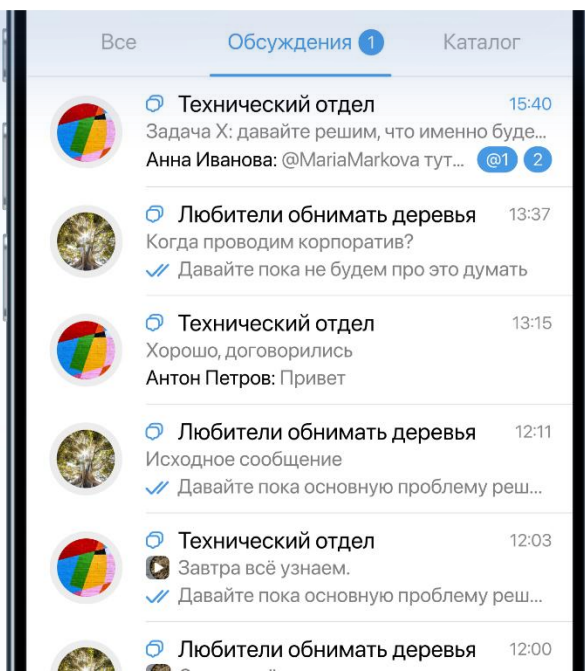 Все
Обсуждения 1
Каталог
Технический отдел 15:40
Задача X: давайте решим, что именно буде...
Анна Иванова: @MariaMarkova тут... @1 2
Любители обнимать деревья 13:37
Когда проводим корпоратив?
Давайте пока не будем про это думать
Технический отдел 13:15
Хорошо, договорились
Антон Петров: Привет
Любители обнимать деревья 12:11
Исходное сообщение
Давайте пока основную проблему реш...
Технический отдел 12:03
Завтра всё узнаем.
Давайте пока основную проблему реш...
Любители обнимать деревья 12:00